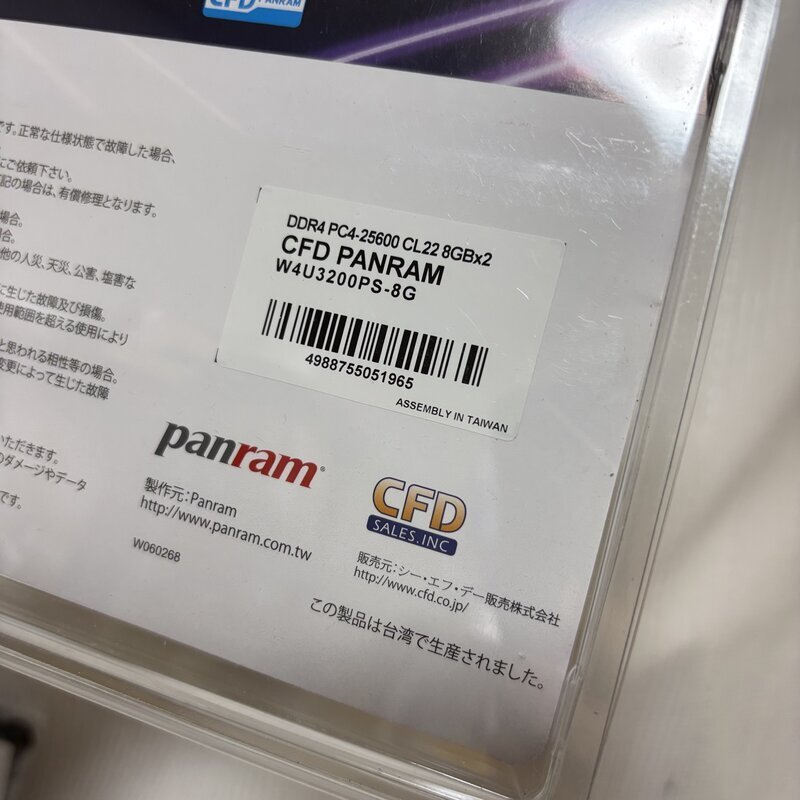 CFD PANRAM
です。正常な仕様状態で故障した場合、
にご依頼下さい。
記の場合は、有償修理となります。
場合。
合。
他の人災、天災、公害、塩害な
に生じた故障及び損傷。
使用範囲を超える使用により
と思われる相性等の場合。
変更によって生じた故障
いただきます。
のダメージやデータ
です。
DDR4 PC4-25600 CL22 8GBx2
CFD PANRAM
W4U3200PS-8G
4988755051965
ASSEMBLY IN TAIWAN
panram®
製作元：Panram
http://www.panram.com.tw
W060268
CFD
SALES.INC
販売元：シー・エフ・デー販売株式会社
http://www.cfd.co.jp/
この製品は台湾で生産されました。